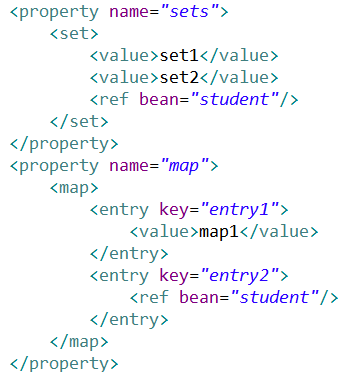 <property name="sets">
    <set>
        <value>set1</value>
        <value>set2</value>
        <ref bean="student"/>
    </set>
</property>
<property name="map">
    <map>
        <entry key="entry1">
            <value>map1</value>
        </entry>
        <entry key="entry2">
            <ref bean="student"/>
        </entry>
    </map>
</property>